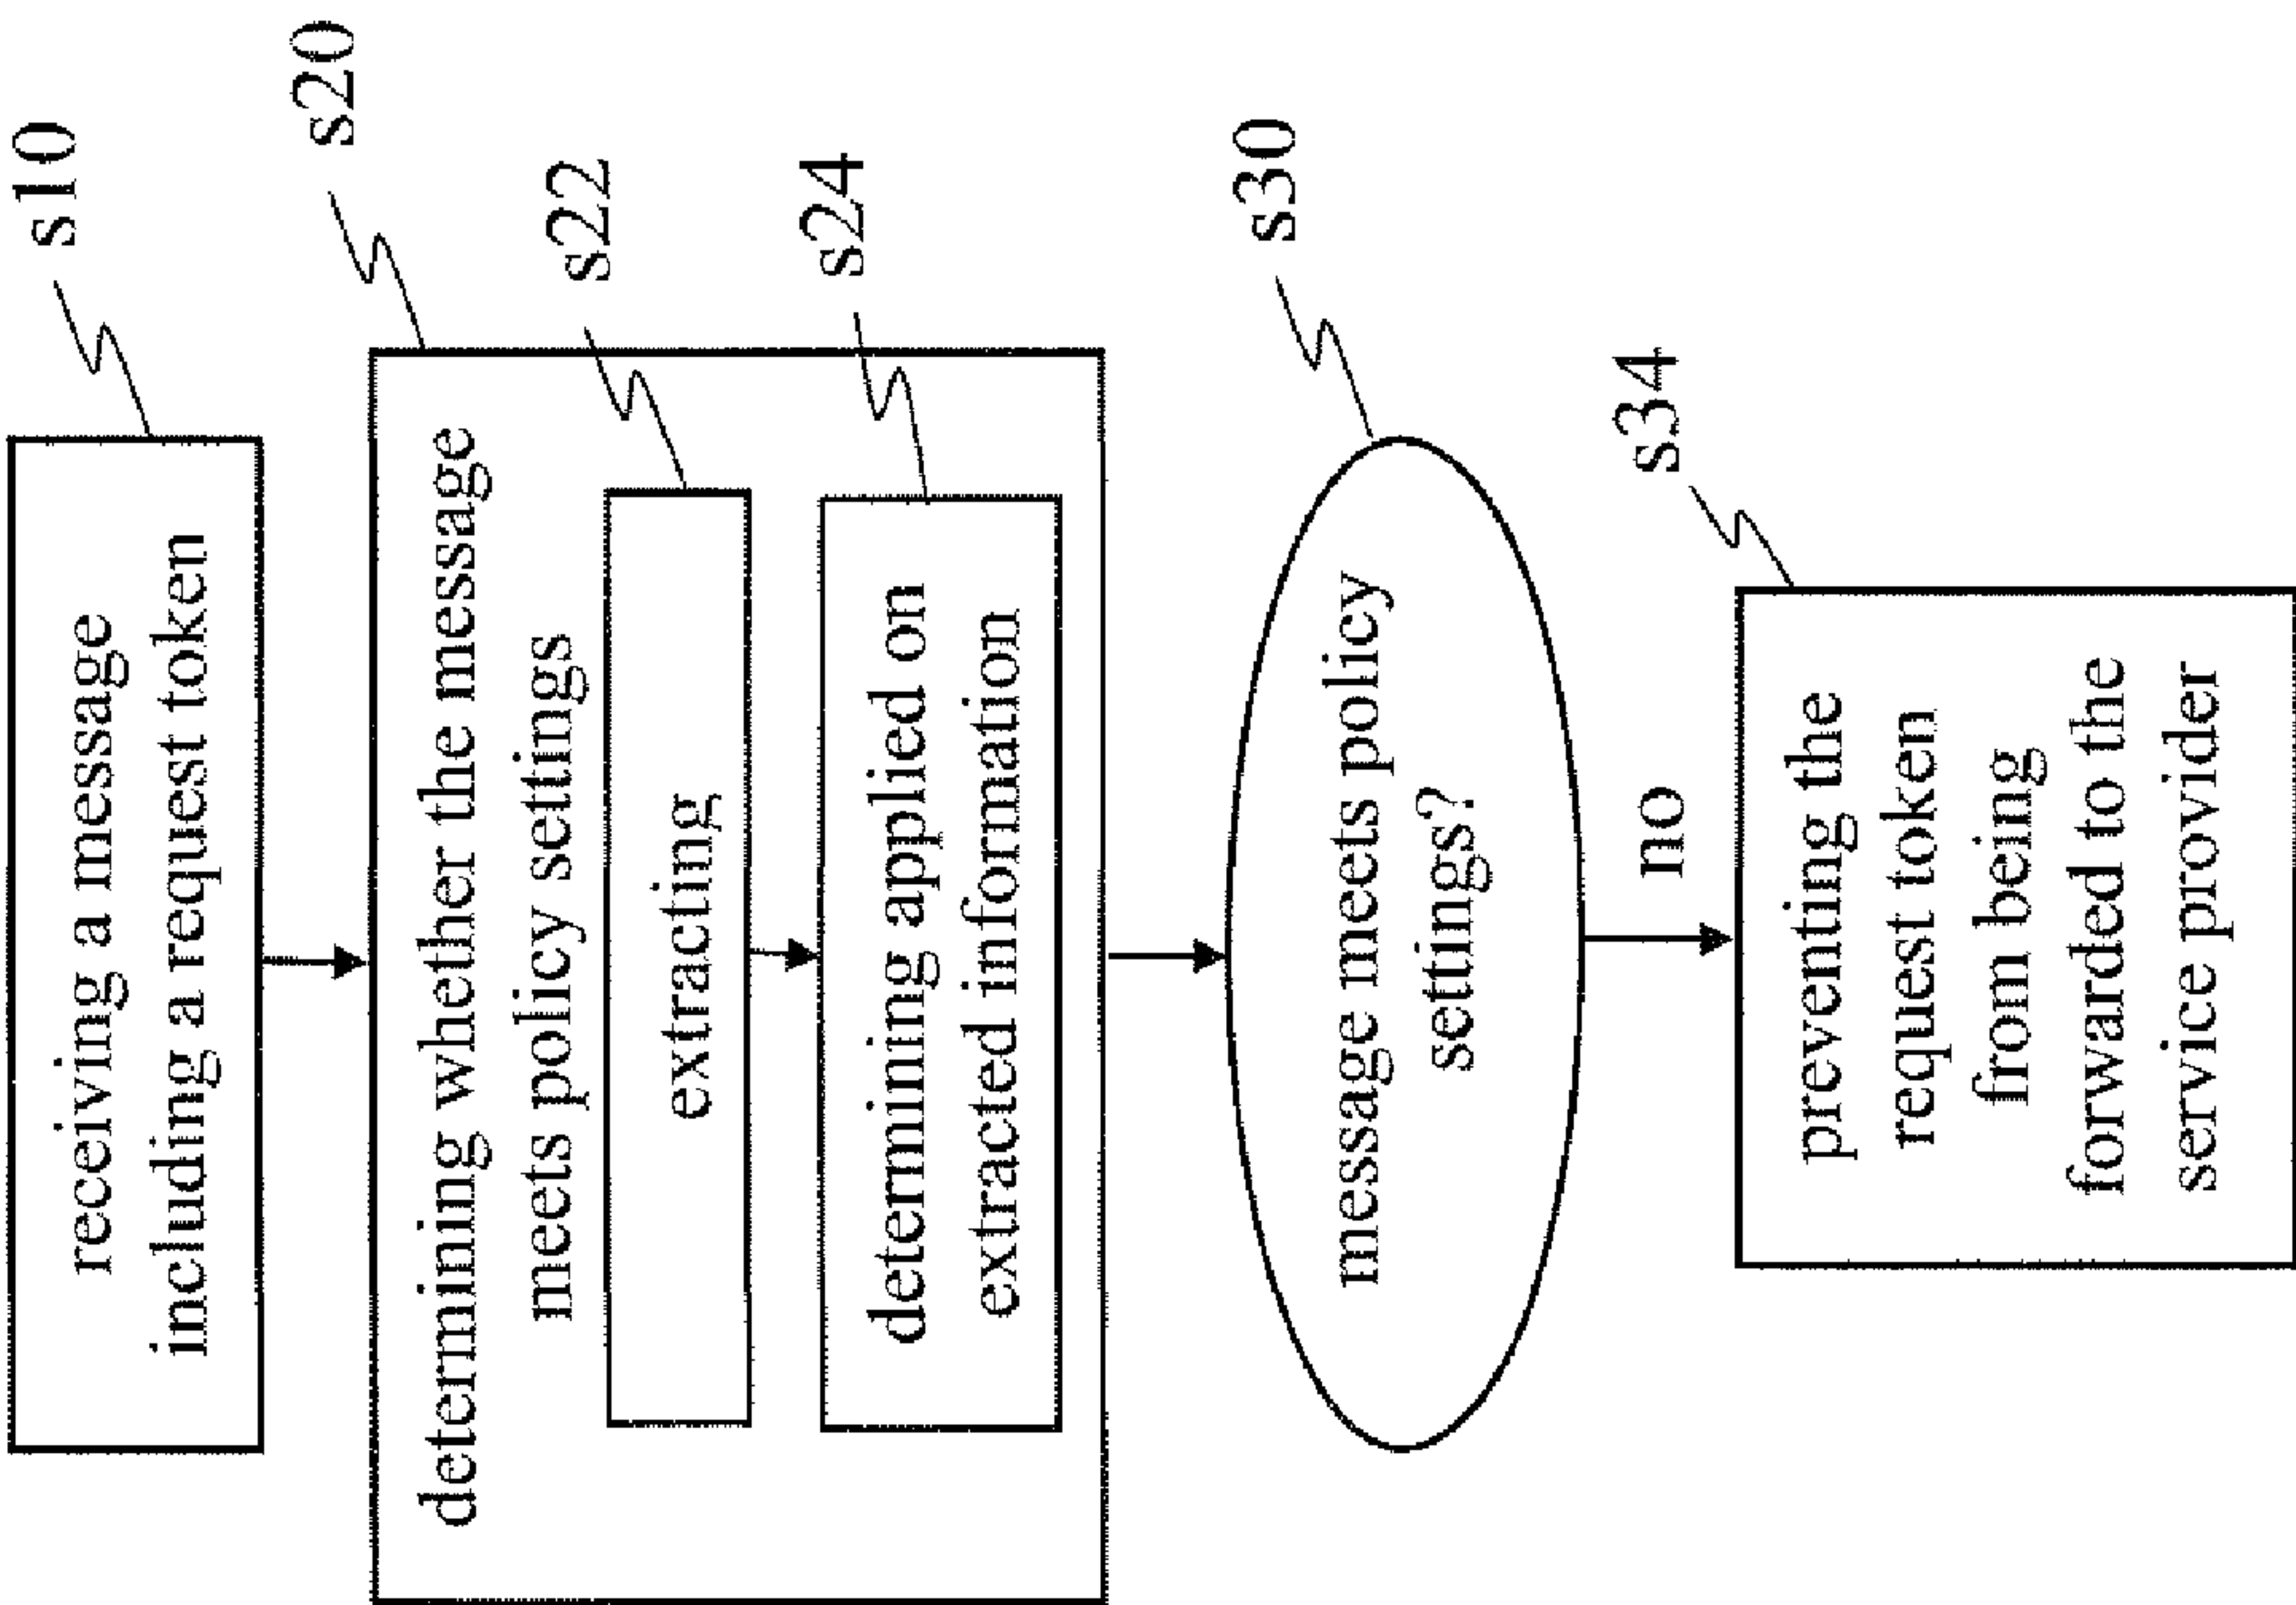 s10
receiving a message
including a request token
s20
determining whether the message
meets policy settings
s22
extracting
s24
determining applied on
extracted information
s30
message meets policy
settings?
no
s34
preventing the
request token
from being
forwarded to the
service provider